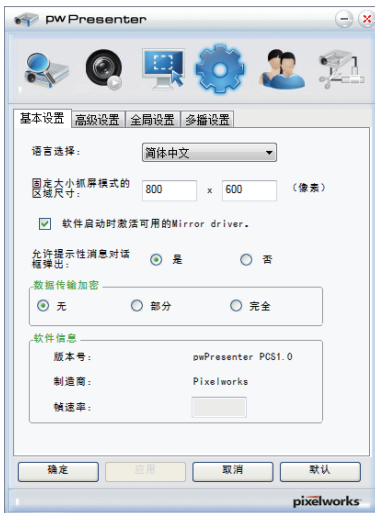 pwPresenter
基本设置 高级设置 全局设置 多播设置
语言选择: 简体中文
固定大小抓屏模式的
区域尺寸: 800 x 600 (像素)
软件启动时激活可用的Mirror driver.
允许提示性消息对话
框弹出: 是 否
数据传输加密
无 部分 完全
软件信息
版本号: pwPresenter PCS1.0
制造商: Pixelworks
帧速率:
确定 应用 取消 默认
pixelworks